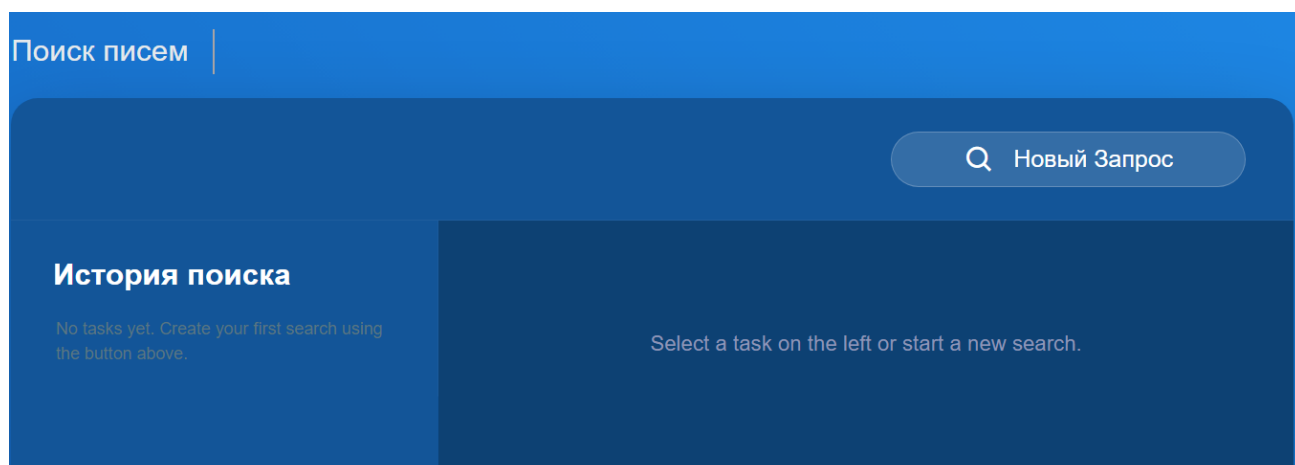 Поиск писем
Новый Запрос
История поиска
No tasks yet. Create your first search using
the button above.
Select a task on the left or start a new search.